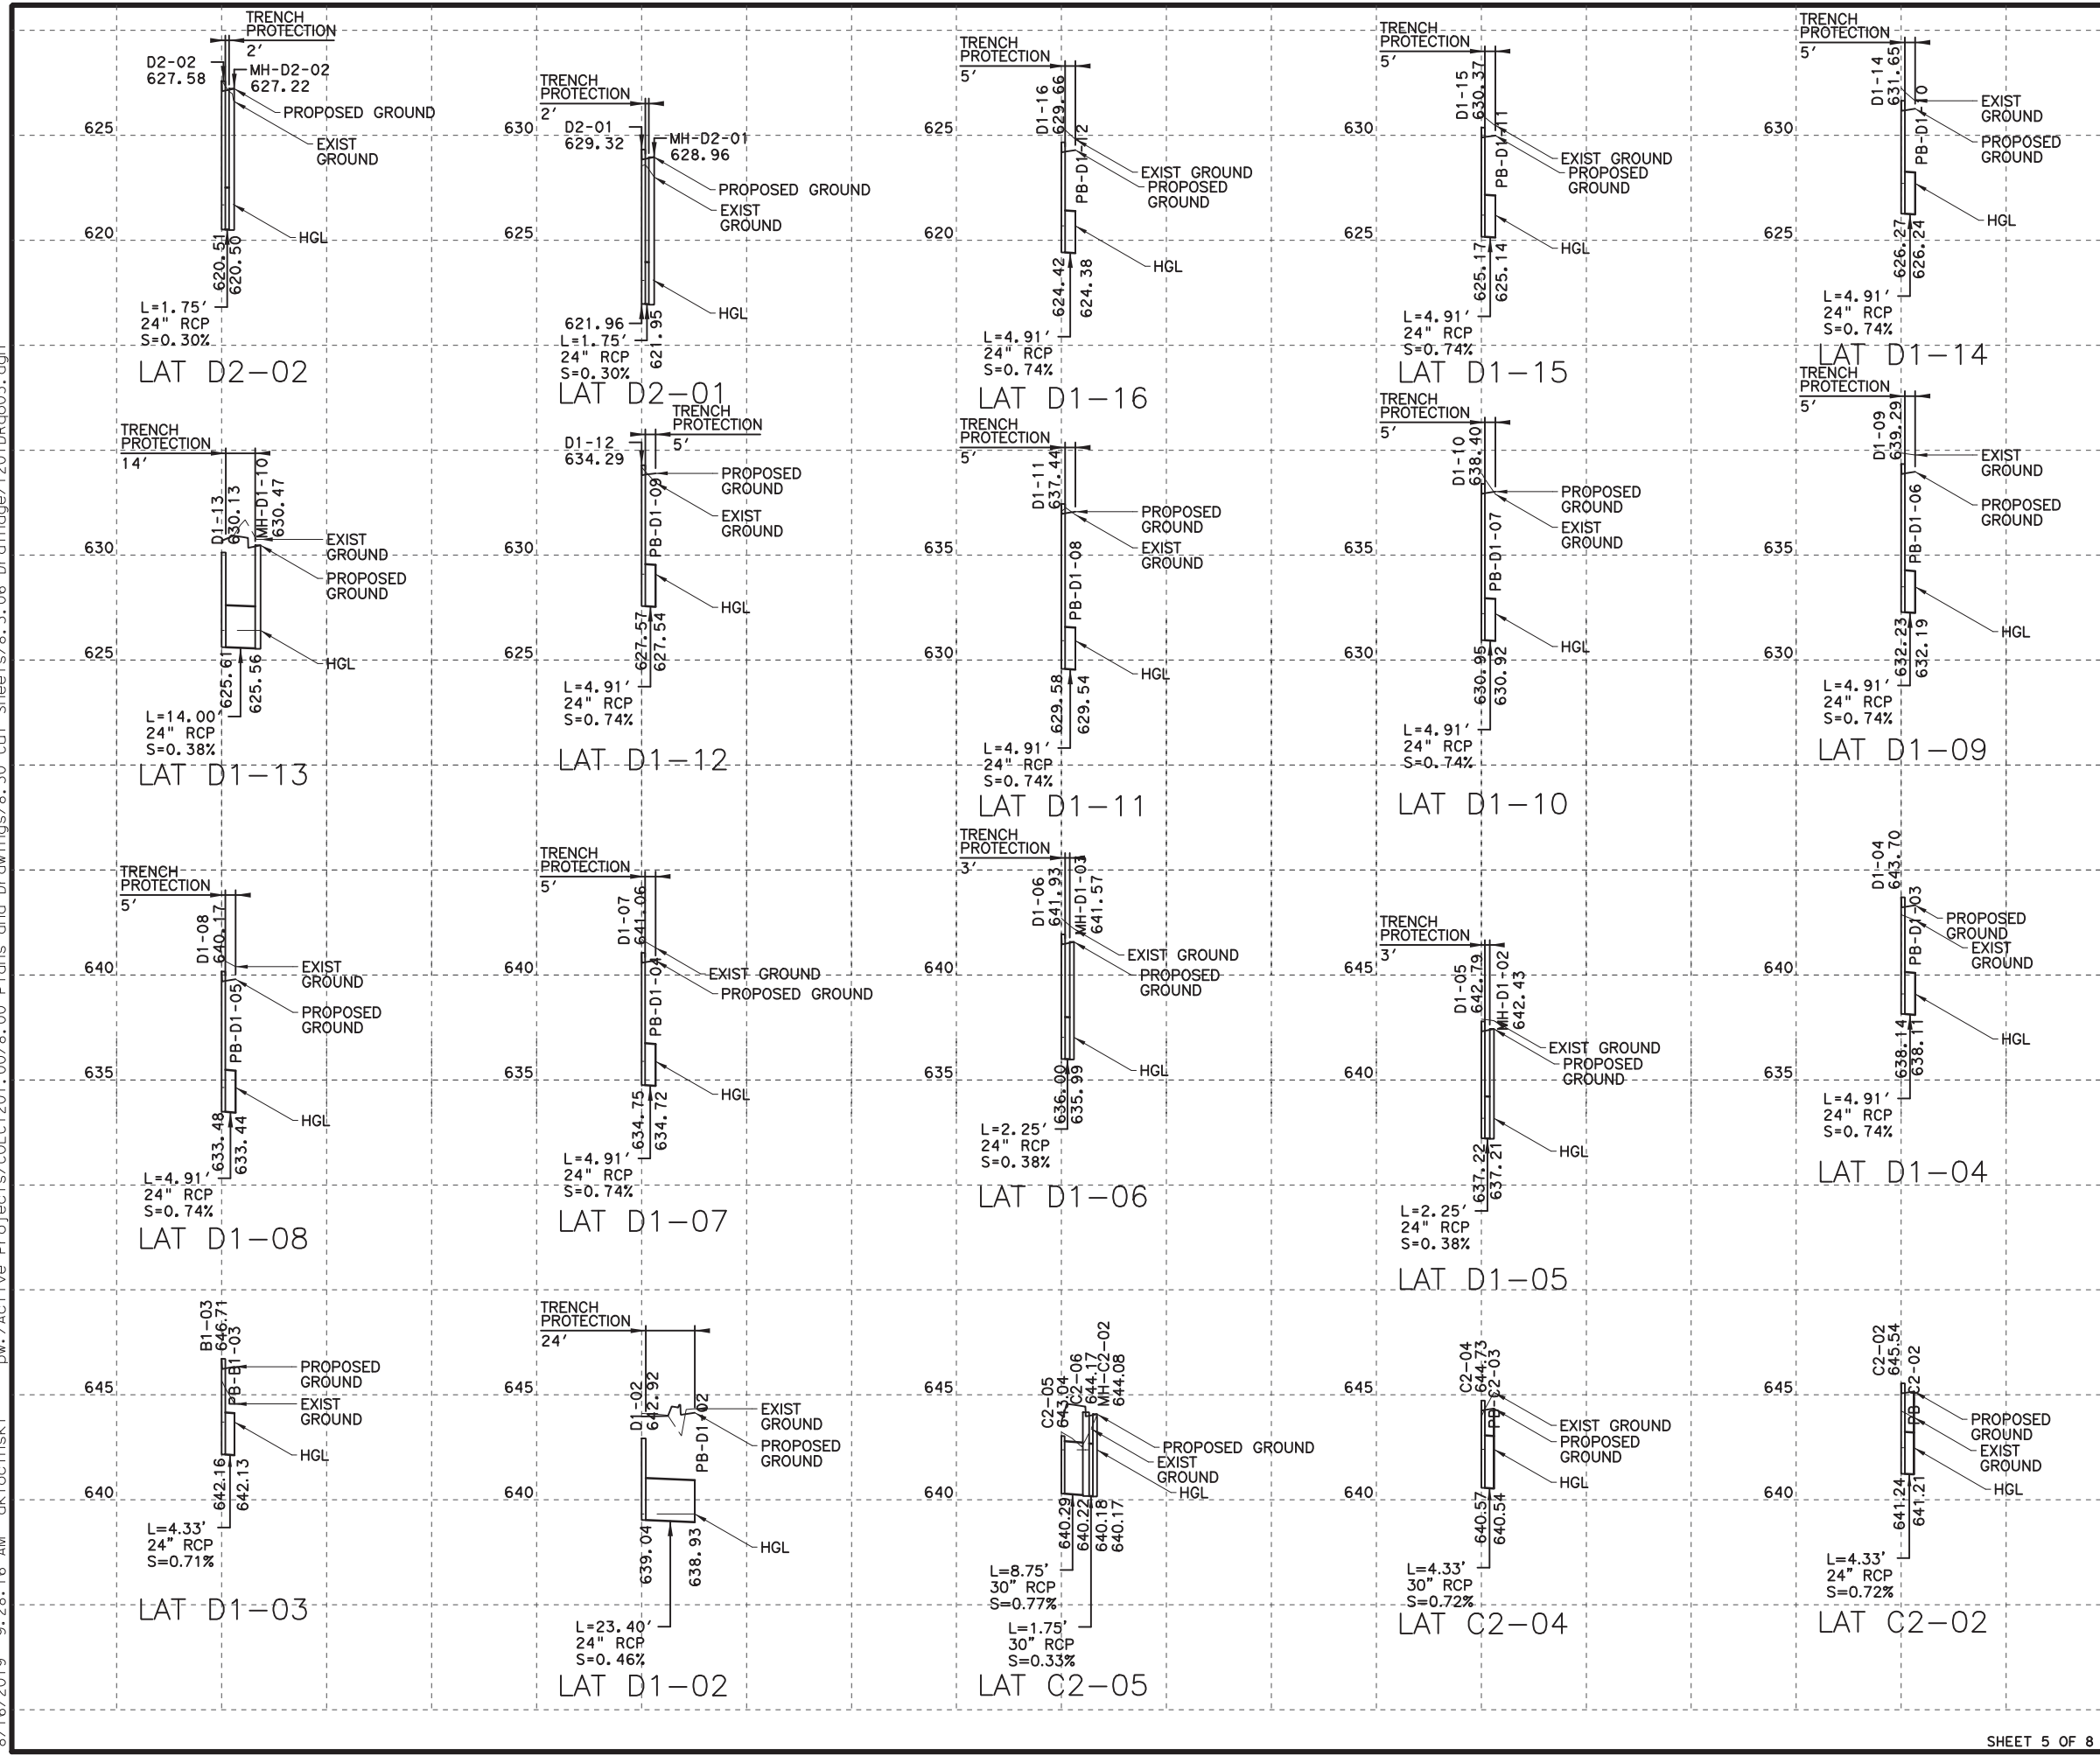 TRENCH
PROTECTION
2'
D2-02
627.58
MH-D2-02
627.22
PROPOSED GROUND
EXIST
GROUND
625
620
HGL
620.51
620.50
L=1.75'
24" RCP
S=0.30%
LAT D2-02
TRENCH
PROTECTION
2'
D2-01
629.32
MH-D2-01
628.96
PROPOSED GROUND
EXIST
GROUND
630
625
HGL
621.96
621.95
L=1.75'
24" RCP
S=0.30%
LAT D2-01
TRENCH
PROTECTION
5'
D1-16
629.66
PB-D1-12
EXIST GROUND
PROPOSED
GROUND
625
620
HGL
624.42
624.38
L=4.91'
24" RCP
S=0.74%
LAT D1-16
TRENCH
PROTECTION
5'
D1-15
630.37
PB-D1-11
EXIST GROUND
PROPOSED
GROUND
630
625
HGL
625.17
625.14
L=4.91'
24" RCP
S=0.74%
LAT D1-15
TRENCH
PROTECTION
5'
D1-14
631.65
PB-D1-10
EXIST
GROUND
PROPOSED
GROUND
630
625
HGL
626.27
626.24
L=4.91'
24" RCP
S=0.74%
LAT D1-14
TRENCH
PROTECTION
14'
D1-13
630.13
MH-D1-10
630.47
EXIST
GROUND
PROPOSED
GROUND
630
625
HGL
625.61
625.56
L=14.00'
24" RCP
S=0.38%
LAT D1-13
TRENCH
PROTECTION
5'
D1-12
634.29
PB-D1-09
PROPOSED
GROUND
EXIST
GROUND
630
625
HGL
627.57
627.54
L=4.91'
24" RCP
S=0.74%
LAT D1-12
TRENCH
PROTECTION
5'
D1-11
637.44
PB-D1-08
PROPOSED
GROUND
EXIST
GROUND
635
630
HGL
629.58
629.54
L=4.91'
24" RCP
S=0.74%
LAT D1-11
TRENCH
PROTECTION
5'
D1-10
638.40
PB-D1-07
PROPOSED
GROUND
EXIST
GROUND
635
630
HGL
630.95
630.92
L=4.91'
24" RCP
S=0.74%
LAT D1-10
TRENCH
PROTECTION
5'
D1-09
639.29
PB-D1-06
EXIST
GROUND
PROPOSED
GROUND
635
630
HGL
632.23
632.19
L=4.91'
24" RCP
S=0.74%
LAT D1-09
TRENCH
PROTECTION
5'
D1-08
640.17
PB-D1-05
EXIST
GROUND
PROPOSED
GROUND
640
635
HGL
633.48
633.44
L=4.91'
24" RCP
S=0.74%
LAT D1-08
TRENCH
PROTECTION
5'
D1-07
641.06
PB-D1-04
EXIST GROUND
PROPOSED GROUND
640
635
HGL
634.75
634.72
L=4.91'
24" RCP
S=0.74%
LAT D1-07
TRENCH
PROTECTION
3'
D1-06
641.93
MH-D1-03
641.57
EXIST GROUND
PROPOSED
GROUND
640
635
HGL
636.00
635.99
L=2.25'
24" RCP
S=0.38%
LAT D1-06
TRENCH
PROTECTION
3'
D1-05
642.79
MH-D1-02
642.43
EXIST GROUND
PROPOSED
GROUND
645
640
HGL
637.22
637.21
L=2.25'
24" RCP
S=0.38%
LAT D1-05
D1-04
643.70
PB-D1-03
PROPOSED
GROUND
EXIST
GROUND
640
635
HGL
638.14
638.11
L=4.91'
24" RCP
S=0.74%
LAT D1-04
B1-03
646.71
PB-B1-03
PROPOSED
GROUND
EXIST
GROUND
645
640
HGL
642.16
642.13
L=4.33'
24" RCP
S=0.71%
LAT D1-03
TRENCH
PROTECTION
24'
D1-02
642.92
PB-D1-02
EXIST
GROUND
PROPOSED
GROUND
645
640
HGL
639.04
638.93
L=23.40'
24" RCP
S=0.46%
LAT D1-02
C2-05
643.04
C2-06
644.17
MH-C2-02
644.08
PROPOSED GROUND
EXIST
GROUND
HGL
645
640
640.29
640.22
640.18
640.17
L=8.75'
30" RCP
S=0.77%
L=1.75'
30" RCP
S=0.33%
LAT C2-05
C2-04
644.73
PB-C2-03
EXIST GROUND
PROPOSED
GROUND
645
640
HGL
640.57
640.54
L=4.33'
30" RCP
S=0.72%
LAT C2-04
C2-02
645.54
PB-C2-02
PROPOSED
GROUND
EXIST
GROUND
645
640
HGL
641.24
641.21
L=4.33'
24" RCP
S=0.72%
LAT C2-02
SHEET 5 OF 8